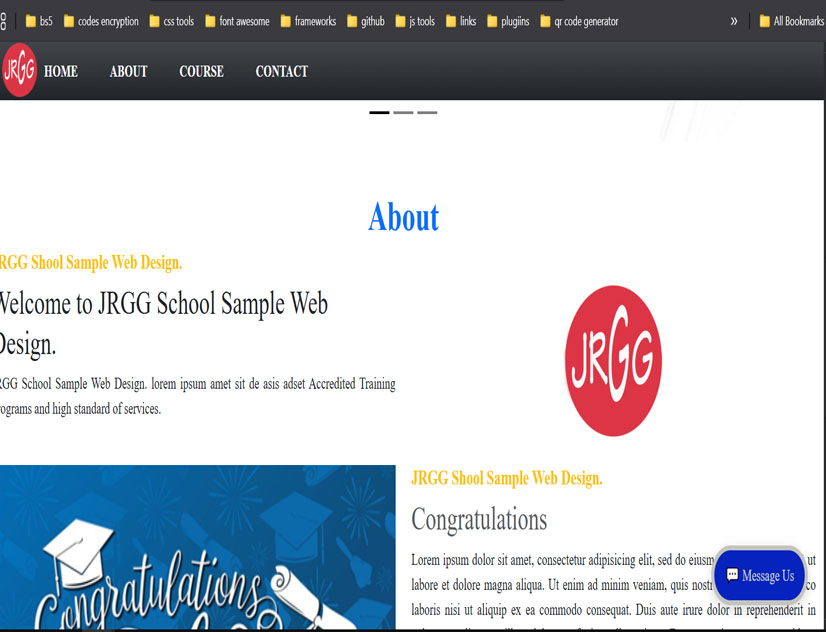 bs5 codes encryption css tools font awesome frameworks github js tools links plugiins qr code generator » All Bookmarks
JRGG HOME ABOUT COURSE CONTACT
About
RGG Shool Sample Web Design.
Welcome to JRGG School Sample Web
Design.
RGG School Sample Web Design. lorem ipsum amet sit de asis adset Accredited Training
rograms and high standard of services.
JRGG
Congratulations
JRGG Shool Sample Web Design.
Congratulations
Lorem ipsum dolor sit amet, consectetur adipisicing elit, sed do eiusm ut
labore et dolore magna aliqua. Ut enim ad minim veniam, quis nostr co
laboris nisi ut aliquip ex ea commodo consequat. Duis aute irure dolor in reprehenderit in
Message Us